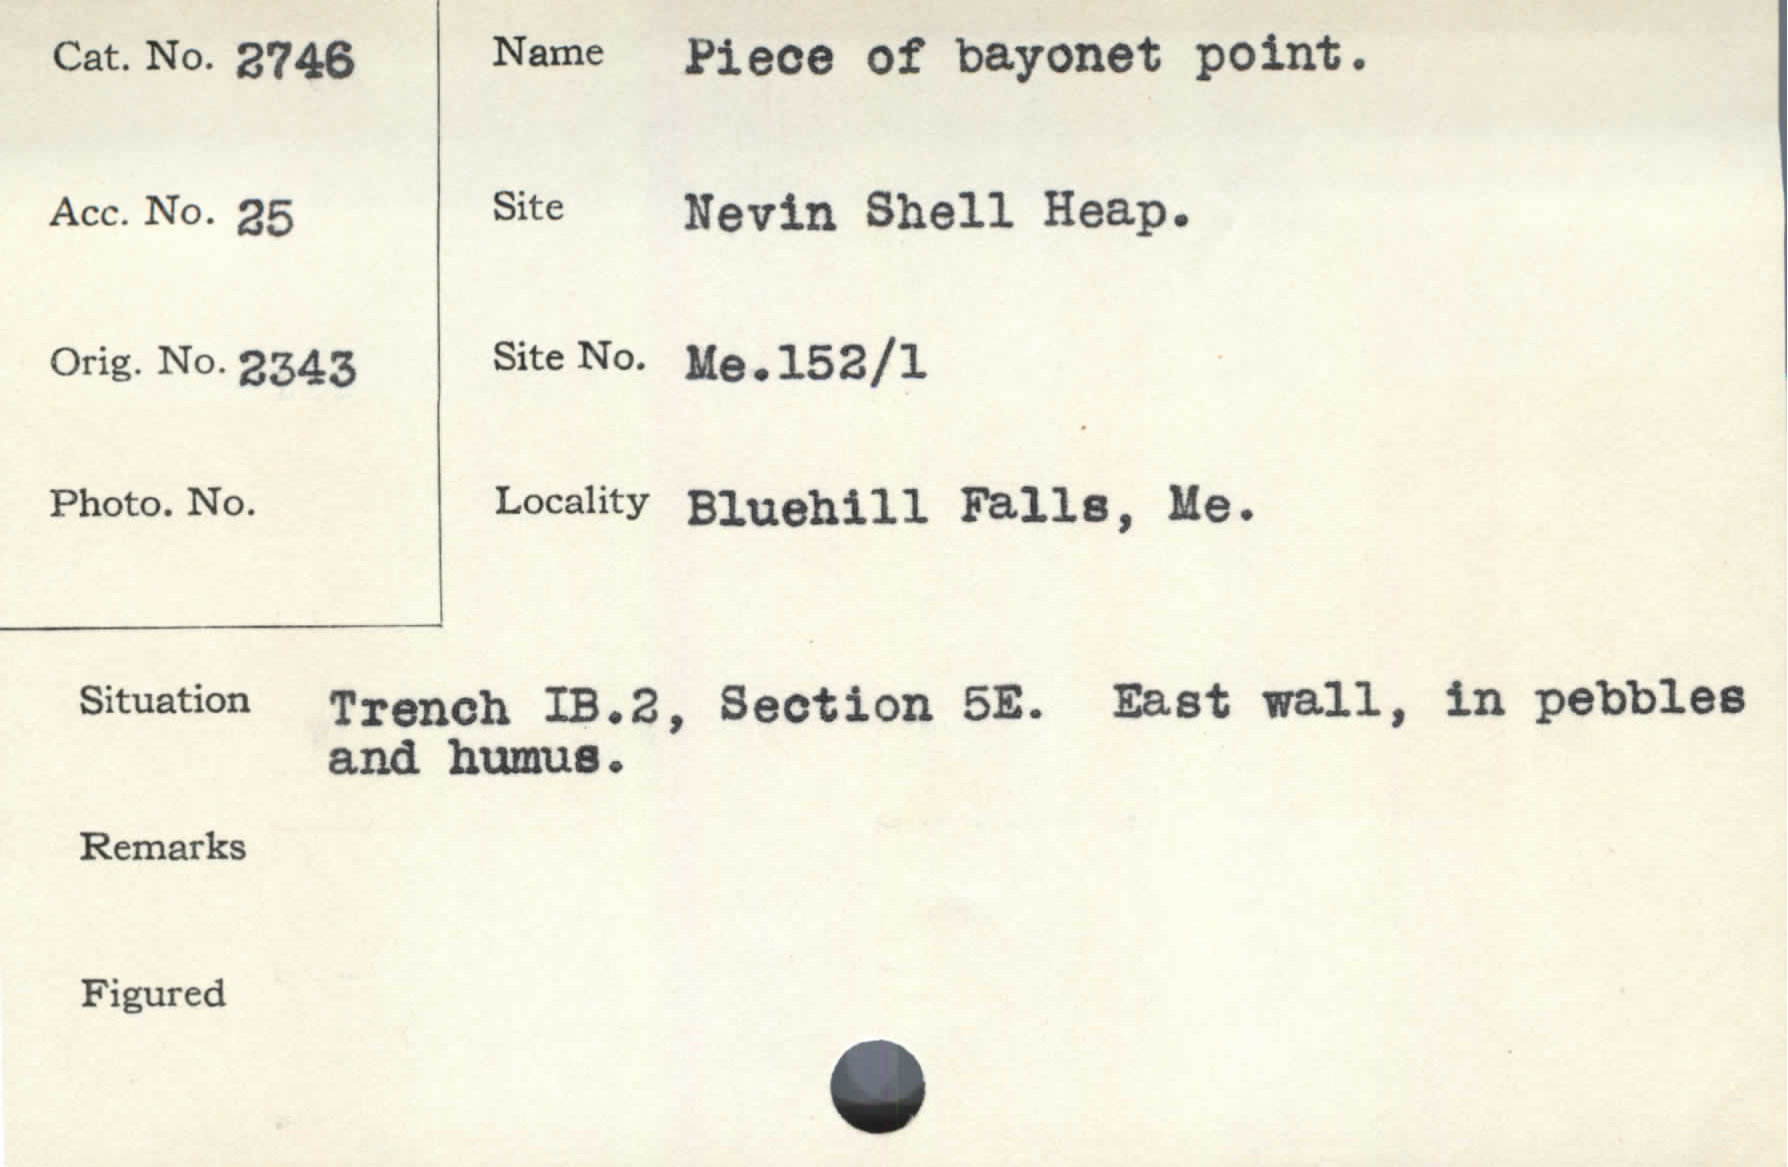 Cat. No. 2746
Name Piece of bayonet point.
Acc. No. 25
Site Nevin Shell Heap.
Orig. No. 2343
Site No. Me.152/1
Photo. No.
Locality Bluehill Falls, Me.
Situation Trench IB.2, Section 5E. East wall, in pebbles
and humus.
Remarks
Figured